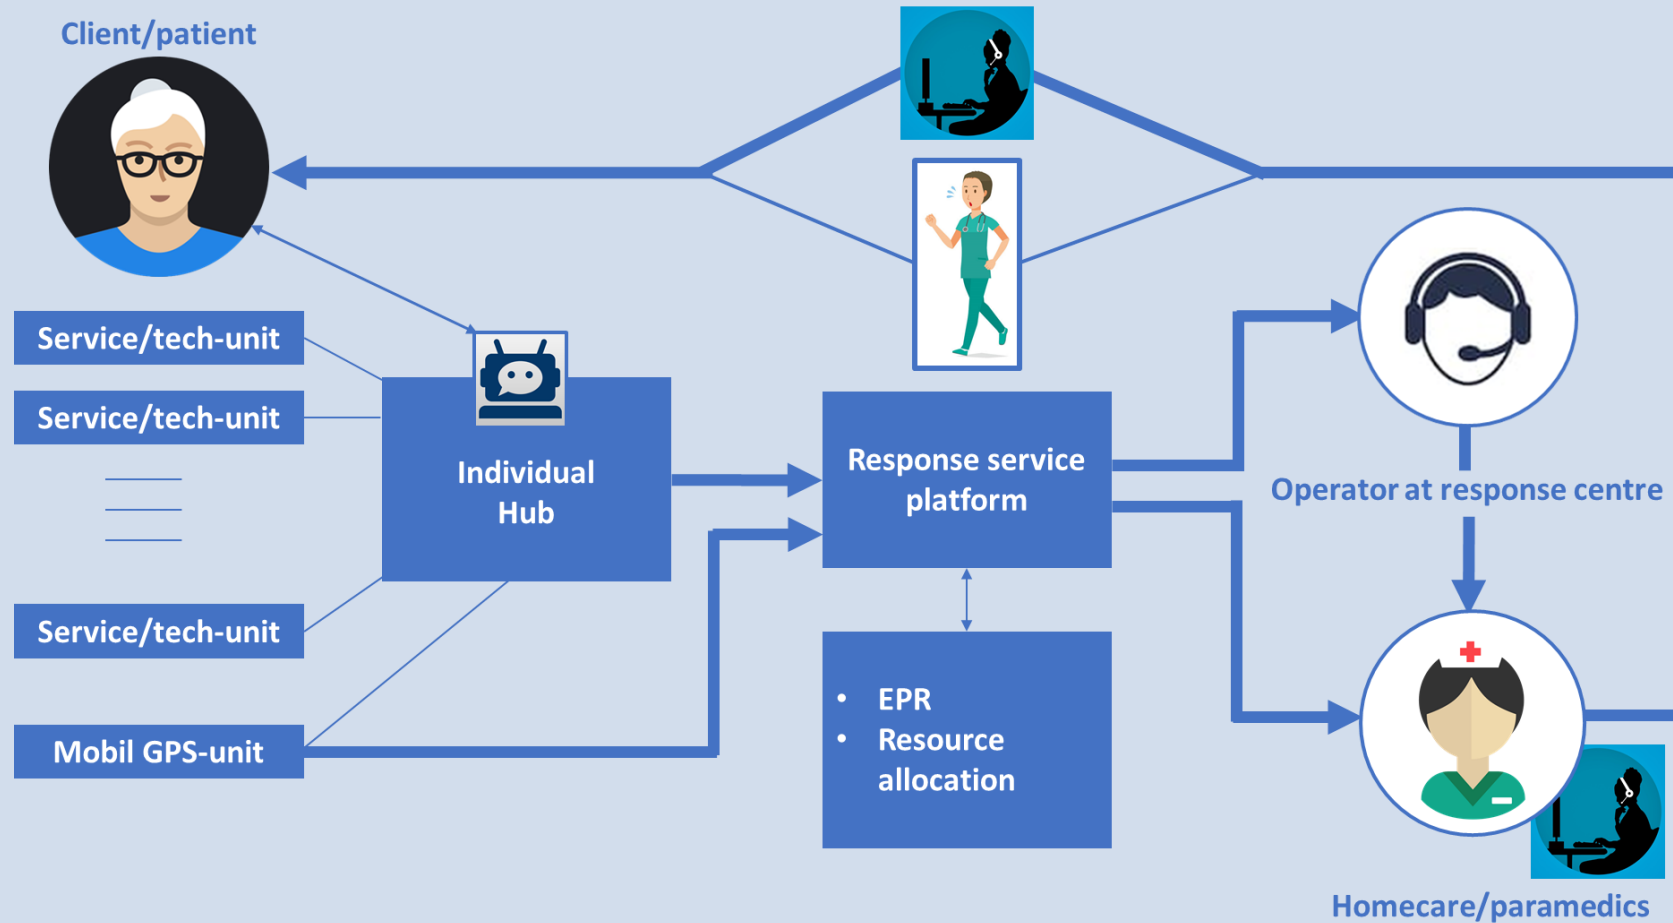 Client/patient
Service/tech-unit
Service/tech-unit
Service/tech-unit
Mobil GPS-unit
Individual
Hub
Response service
platform
• EPR
• Resource
allocation
Operator at response centre
Homecare/paramedics